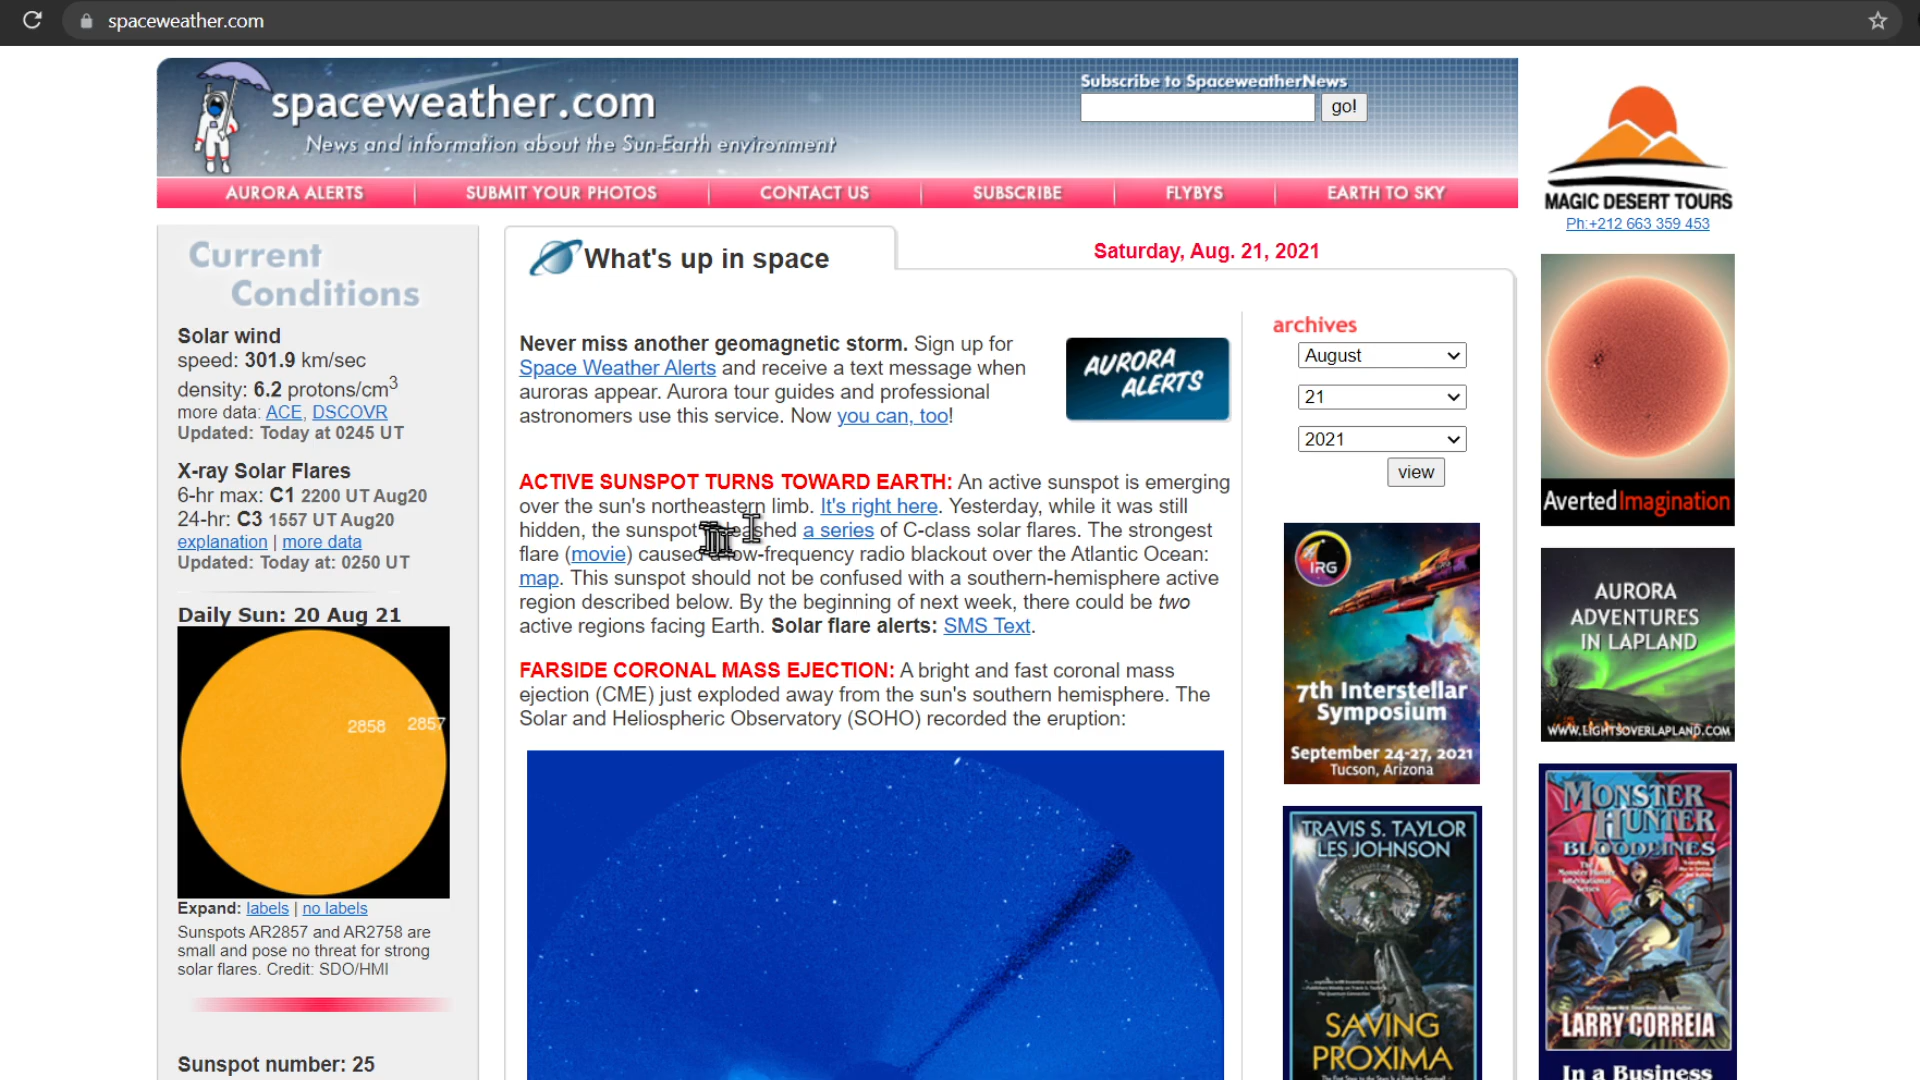 spaceweather.com
spaceweather.com
News and information about the Sun-Earth environment
Subscribe to SpaceweatherNews
go!
AURORA ALERTS
SUBMIT YOUR PHOTOS
CONTACT US
SUBSCRIBE
FLYBYS
EARTH TO SKY
Current
Conditions
Solar wind
speed: 301.9 km/sec
density: 6.2 protons/cm3
more data: ACE, DSCOVR
Updated: Today at 0245 UT
X-ray Solar Flares
6-hr max: C1 2200 UT Aug20
24-hr: C3 1557 UT Aug20
explanation | more data
Updated: Today at: 0250 UT
Daily Sun: 20 Aug 21
2858
2857
Expand: labels | no labels
Sunspots AR2857 and AR2758 are
small and pose no threat for strong
solar flares. Credit: SDO/HMI
Sunspot number: 25
What's up in space
Saturday, Aug. 21, 2021
Never miss another geomagnetic storm. Sign up for
Space Weather Alerts and receive a text message when
auroras appear. Aurora tour guides and professional
astronomers use this service. Now you can, too!
AURORA
ALERTS
ACTIVE SUNSPOT TURNS TOWARD EARTH: An active sunspot is emerging
over the sun's northeastern limb. It's right here. Yesterday, while it was still
hidden, the sunspot unleashed a series of C-class solar flares. The strongest
flare (movie) caused a low-frequency radio blackout over the Atlantic Ocean:
map. This sunspot should not be confused with a southern-hemisphere active
region described below. By the beginning of next week, there could be two
active regions facing Earth. Solar flare alerts: SMS Text.
FARSIDE CORONAL MASS EJECTION: A bright and fast coronal mass
ejection (CME) just exploded away from the sun's southern hemisphere. The
Solar and Heliospheric Observatory (SOHO) recorded the eruption:
archives
August
21
2021
view
IRG
7th Interstellar
Symposium
September 24-27, 2021
Tucson, Arizona
TRAVIS S. TAYLOR
LES JOHNSON
SAVING
PROXIMA
MAGIC DESERT TOURS
Ph:+212 663 359 453
AvertedImagination
AURORA
ADVENTURES
IN LAPLAND
WWW.LIGHTSOVERLAPLAND.COM
MONSTER
HUNTER
BLOODLINES
LARRY CORREIA
In a Business